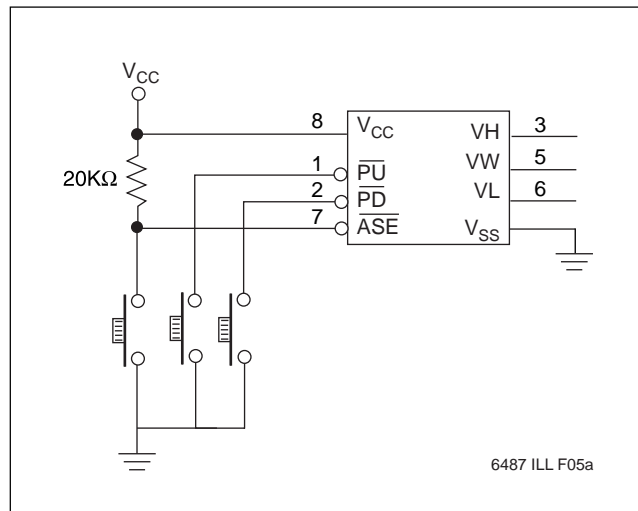 VCC
8 VCC VH 3
1 PU VW 5
20KΩ 2 PD VL 6
7 ASE VSS
6487 ILL F05a